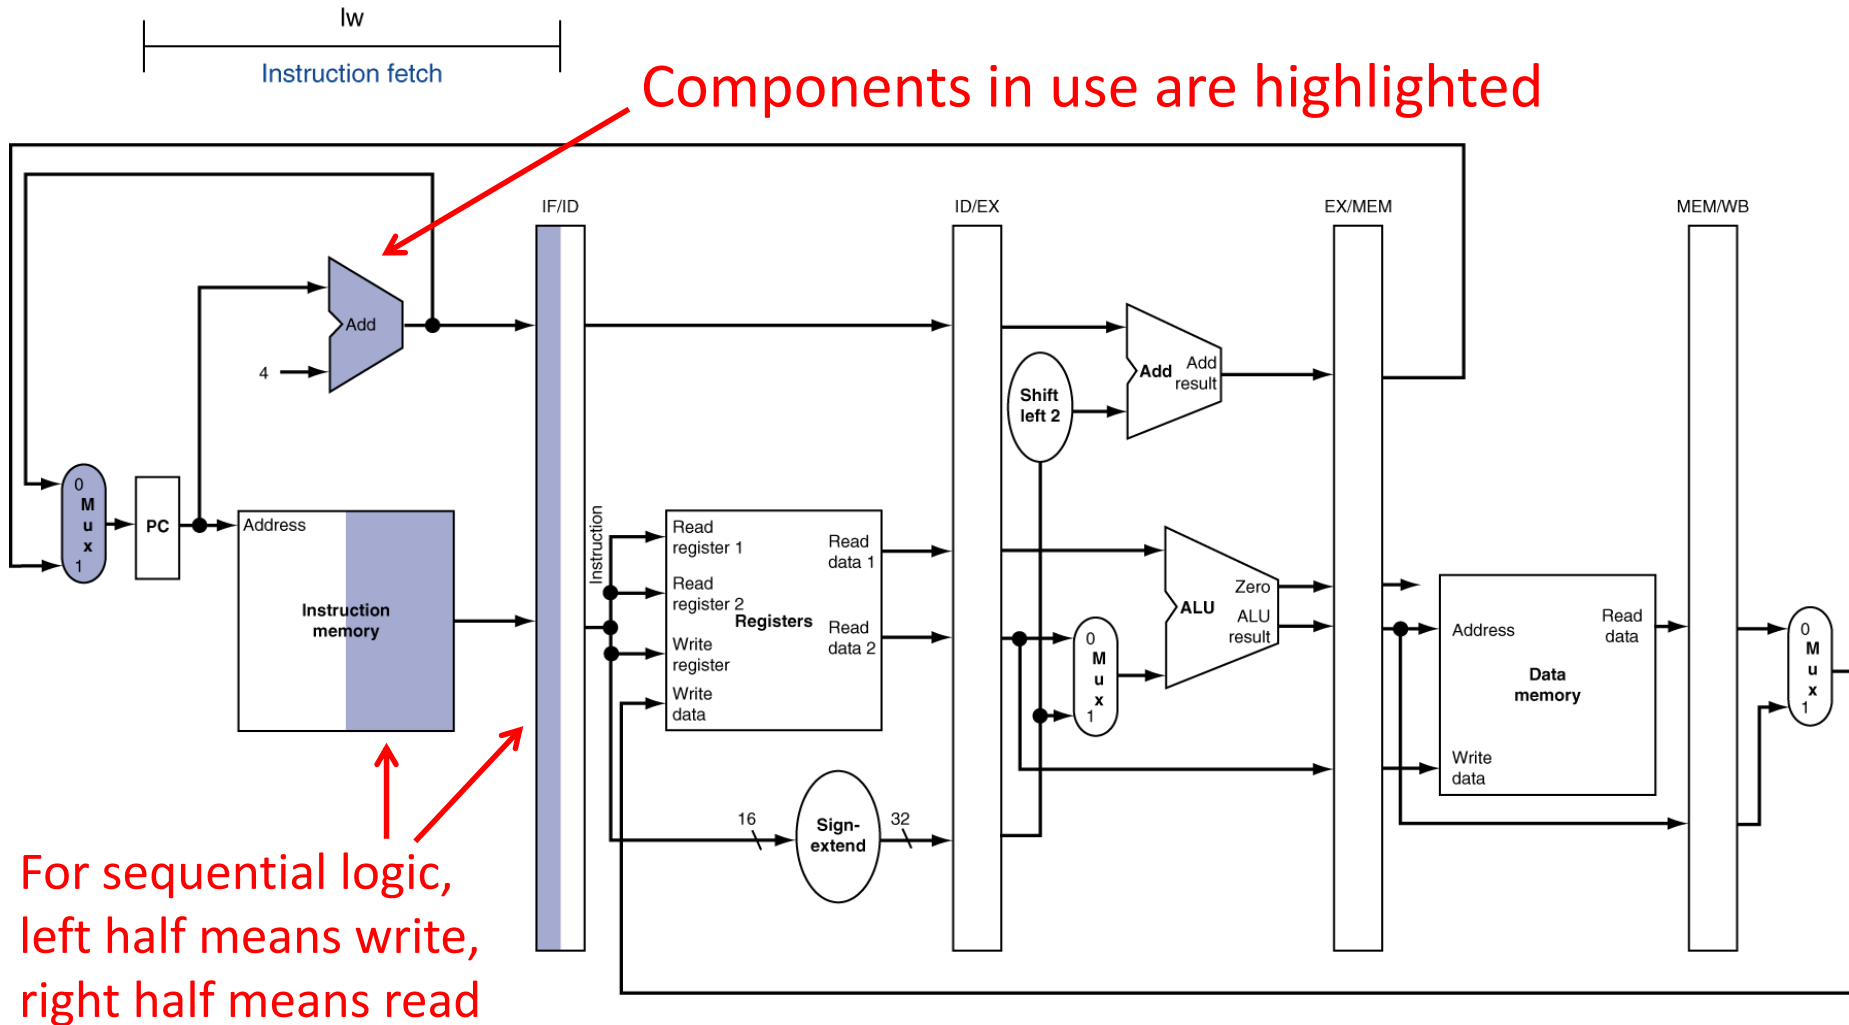 lw
Instruction fetch
Components in use are highlighted
IF/ID
ID/EX
EX/MEM
MEM/WB
Add
4
Add
Add
result
Shift
left 2
0
M
u
x
1
PC
Address
Instruction
memory
Instruction
Read
register 1
Read
register 2
Write
register
Write
data
Registers
Read
data 1
Read
data 2
0
M
u
x
1
ALU
Zero
ALU
result
Address
Read
data
Data
memory
Write
data
0
M
u
x
1
16
Sign-
extend
32
For sequential logic,
left half means write,
right half means read